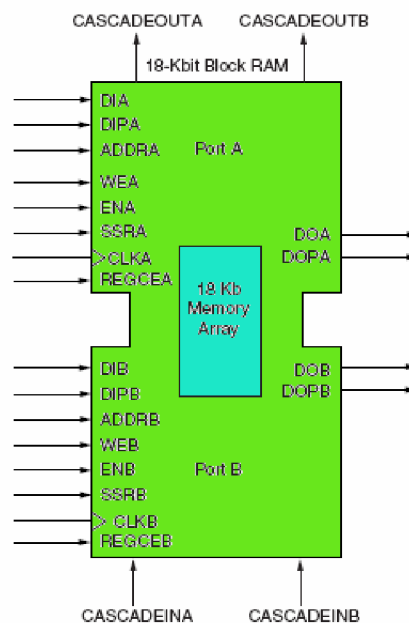 CASCADEOUTA CASCADEOUTB
18-Kbit Block RAM
DIA
DIPA
ADDRA Port A
WEA
ENA
SSRA
DOA
CLKA
DOPA
REGCEA
18 Kb
Memory
Array
DIB
DOB
DIPB
DOPB
ADDRB
WEB
ENB Port B
SSRB
CLKB
REGCEB
CASCADEINA CASCADEINB